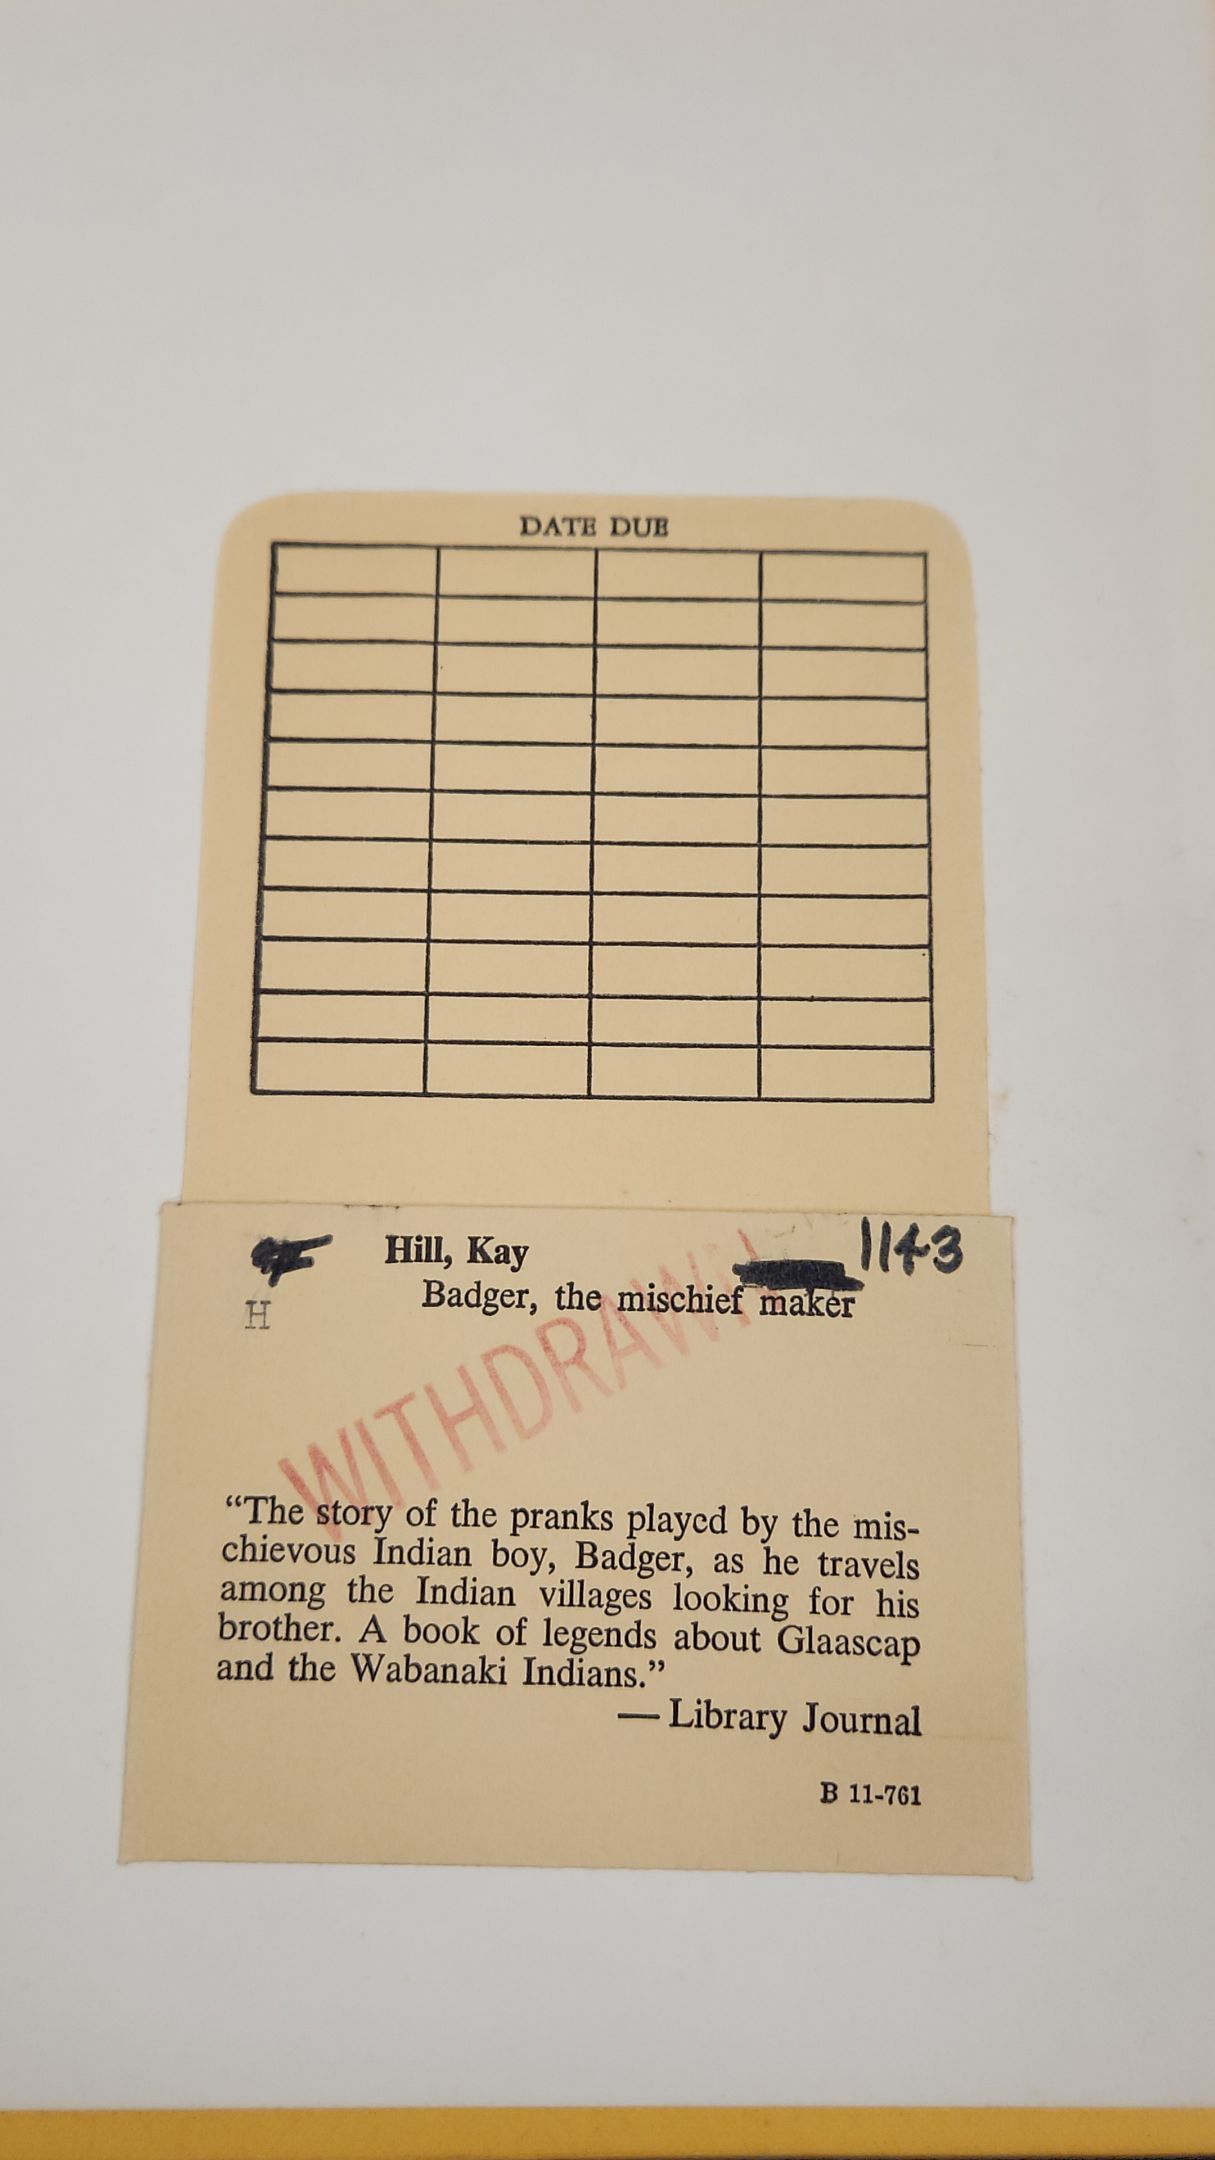 DATE DUE
Hill, Kay
1143
Badger, the mischief maker
H
WITHDRAWN
“The story of the pranks played by the mis-
chievous Indian boy, Badger, as he travels
among the Indian villages looking for his
brother. A book of legends about Glaascap
and the Wabanaki Indians.”
— Library Journal
B 11-761